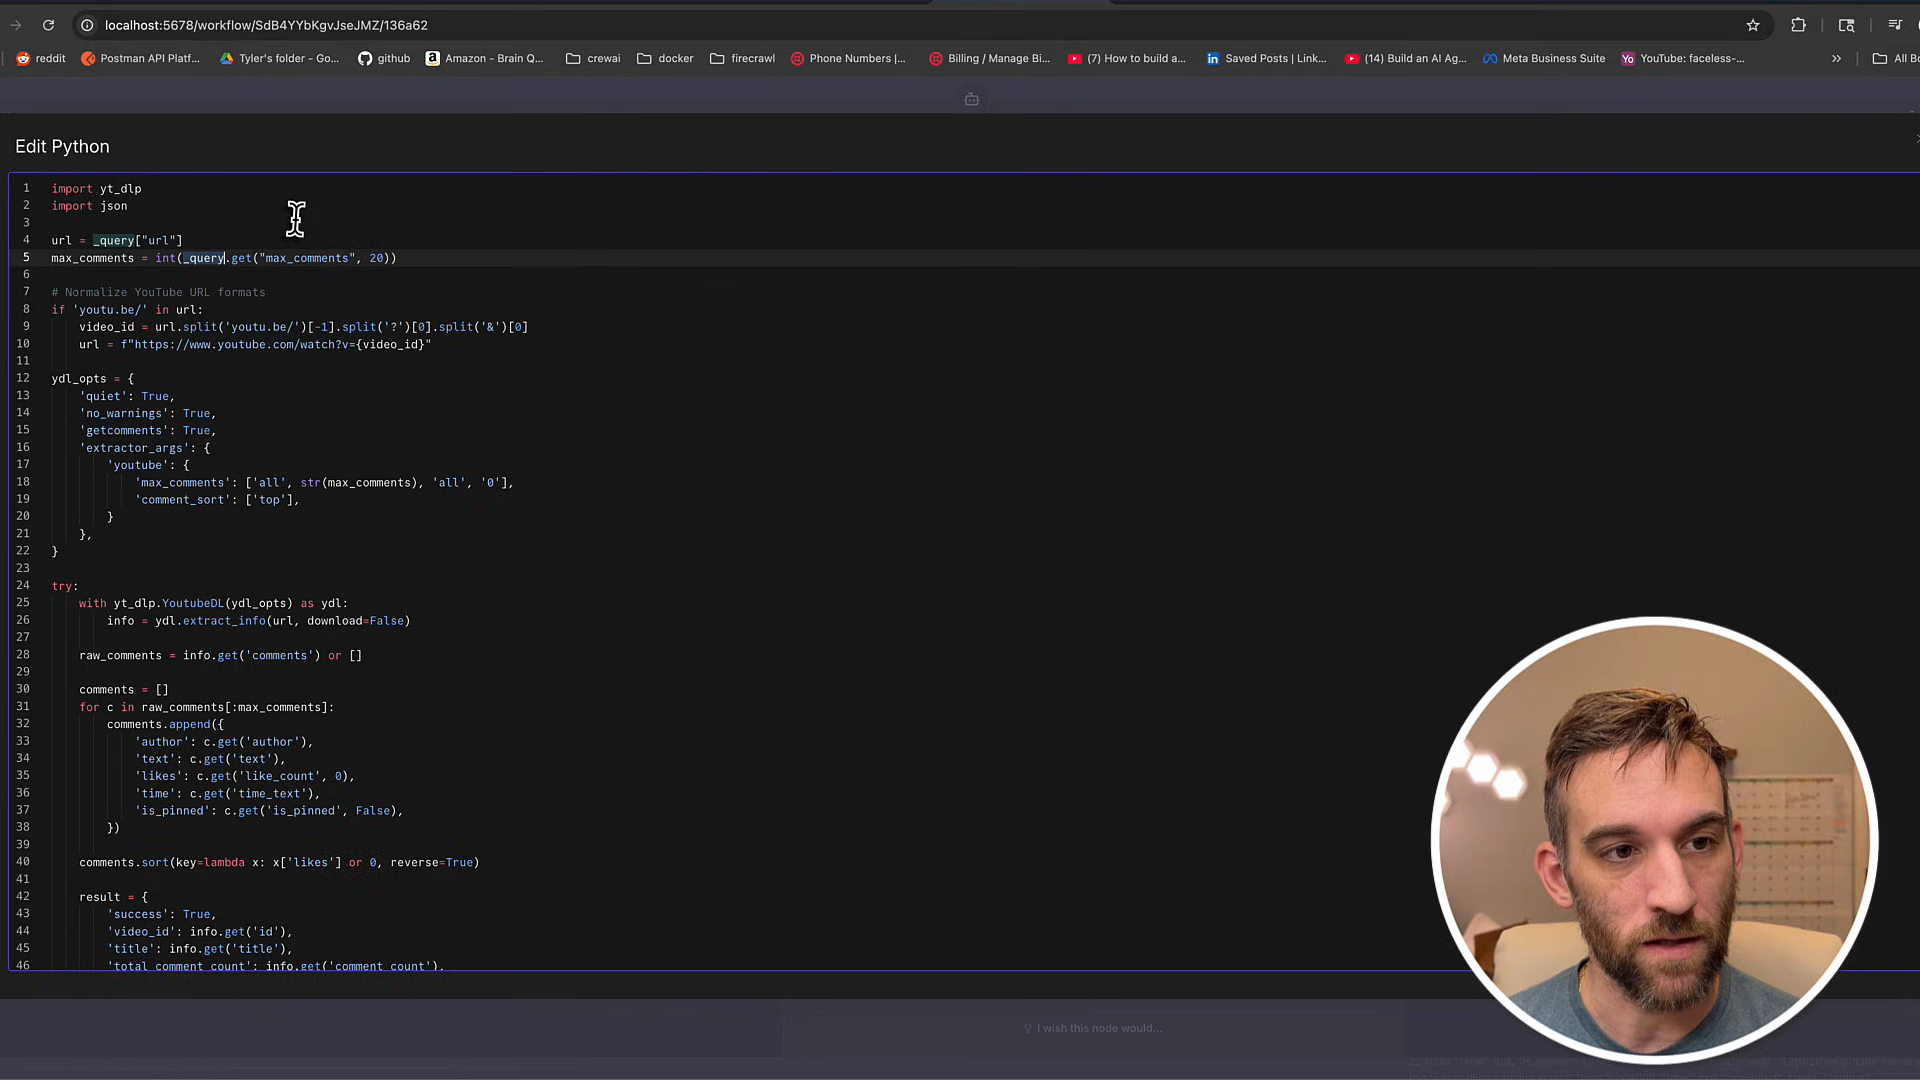 localhost:5678/workflow/SdB4YYbKgvJseJMZ/136a62
reddit
Postman API Platf...
Tyler's folder - Go...
github
Amazon - Brain Q...
crewai
docker
firecrawl
Phone Numbers |...
Billing / Manage Bi...
(7) How to build a...
Saved Posts | Link...
(14) Build an AI Ag...
Meta Business Suite
YouTube: faceless-...
All Bo
Edit Python
1 import yt_dlp
2 import json
3
4 url = _query["url"]
5 max_comments = int(_query.get("max_comments", 20))
6
7 # Normalize YouTube URL formats
8 if 'youtu.be/' in url:
9 video_id = url.split('youtu.be/')[-1].split('?')[0].split('&')[0]
10 url = f"https://www.youtube.com/watch?v={video_id}"
11
12 ydl_opts = {
13 'quiet': True,
14 'no_warnings': True,
15 'getcomments': True,
16 'extractor_args': {
17 'youtube': {
18 'max_comments': ['all', str(max_comments), 'all', '0'],
19 'comment_sort': ['top'],
20 }
21 },
22 }
23
24 try:
25 with yt_dlp.YoutubeDL(ydl_opts) as ydl:
26 info = ydl.extract_info(url, download=False)
27
28 raw_comments = info.get('comments') or []
29
30 comments = []
31 for c in raw_comments[:max_comments]:
32 comments.append({
33 'author': c.get('author'),
34 'text': c.get('text'),
35 'likes': c.get('like_count', 0),
36 'time': c.get('time_text'),
37 'is_pinned': c.get('is_pinned', False),
38 })
39
40 comments.sort(key=lambda x: x['likes'] or 0, reverse=True)
41
42 result = {
43 'success': True,
44 'video_id': info.get('id'),
45 'title': info.get('title'),
46 'total_comment_count': info.get('comment_count'),
I wish this node would...